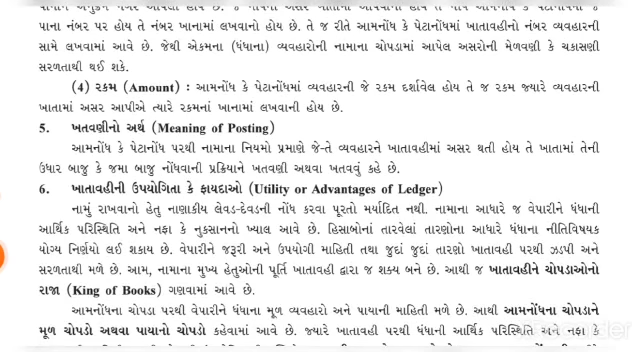 પાના નંબર પર હોય તે નંબર ખાનામાં લખવાનો હોય છે. તે જ રીતે આમનોંધ કે પેટાનોંધમાં ખાતાવહીનો નંબર વ્યવહારની
સામે લખવામાં આવે છે. જેથી એકમના (ધંધાના) વ્યવહારોની નામાના ચોપડામાં આપેલ અસરોની મેળવણી કે ચકાસણી
સરળતાથી થઈ શકે.
(4) રકમ (Amount) : આમનોંધ કે પેટાનોંધમાં વ્યવહારની જે રકમ દર્શાવેલ હોય તે જ રકમ જ્યારે વ્યવહારની
ખાતામાં અસર આપીએ ત્યારે રકમનાં ખાનામાં લખવાની હોય છે.
5. ખતવણીનો અર્થ (Meaning of Posting)
આમનોંધ કે પેટાનોંધ પરથી નામાના નિયમો પ્રમાણે જે-તે વ્યવહારને ખાતાવહીમાં અસર થતી હોય તે ખાતામાં તેની
ઉધાર બાજુ કે જમા બાજુ નોંધવાની પ્રક્રિયાને ખતવણી અથવા ખતવવું કહે છે.
6. ખાતાવહીની ઉપયોગિતા કે ફાયદાઓ (Utility or Advantages of Ledger)
નામું રાખવાનો હેતુ નાણાકીય લેવડ-દેવડની નોંધ કરવા પૂરતો મર્યાદિત નથી. નામાના આધારે જ વેપારીને ધંધાની
આર્થિક પરિસ્થિતિ અને નફા કે નુકસાનનો ખ્યાલ આવે છે. હિસાબોનાં તારવેલાં તારણોના આધારે ધંધાના નીતિવિષયક
યોગ્ય નિર્ણયો લઈ શકાય છે. વેપારીને જરૂરી અને ઉપયોગી માહિતી તથા જુદાં જુદાં તારણો ખાતાવહી પરથી ઝડપી અને
સરળતાથી મળે છે. આમ, નામાના મુખ્ય હેતુઓની પૂર્તિ ખાતાવહી દ્વારા જ શક્ય બને છે. આથી જ ખાતાવહીને ચોપડાઓનો
રાજા (King of Books) ગણવામાં આવે છે.
આમનોંધના ચોપડા પરથી વેપારીને ધંધાના મૂળ વ્યવહારો અને પાયાની માહિતી મળે છે. આથી આમનોંધના ચોપડાને
મૂળ ચોપડો અથવા પાયાનો ચોપડો કહેવામાં આવે છે. જ્યારે ખાતાવહી પરથી ધંધાની આર્થિક પરિસ્થિતિ અને નફા કે